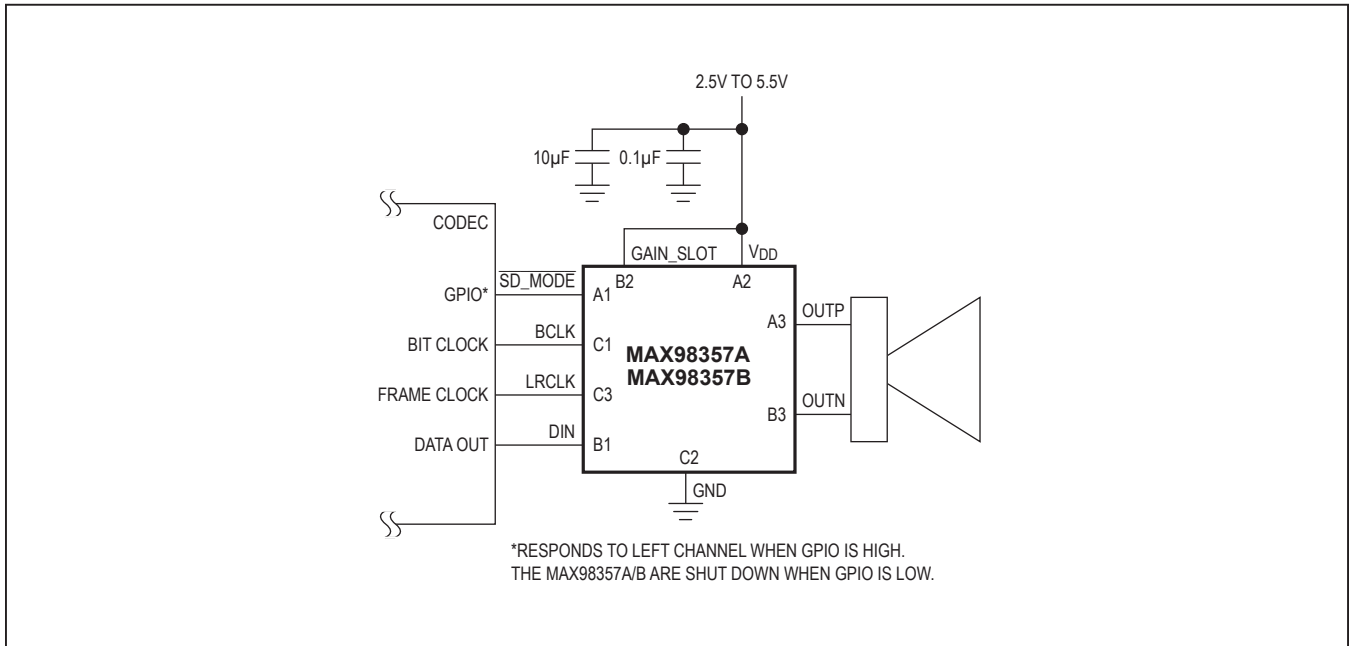 2.5V TO 5.5V
10µF
0.1µF
CODEC
GAIN_SLOT
VDD
SD_MODE
B2
A2
GPIO*
A1
OUTP
A3
BCLK
BIT CLOCK
C1
MAX98357A
MAX98357B
LRCLK
FRAME CLOCK
C3
OUTN
B3
DIN
DATA OUT
B1
C2
GND
*RESPONDS TO LEFT CHANNEL WHEN GPIO IS HIGH.
THE MAX98357A/B ARE SHUT DOWN WHEN GPIO IS LOW.